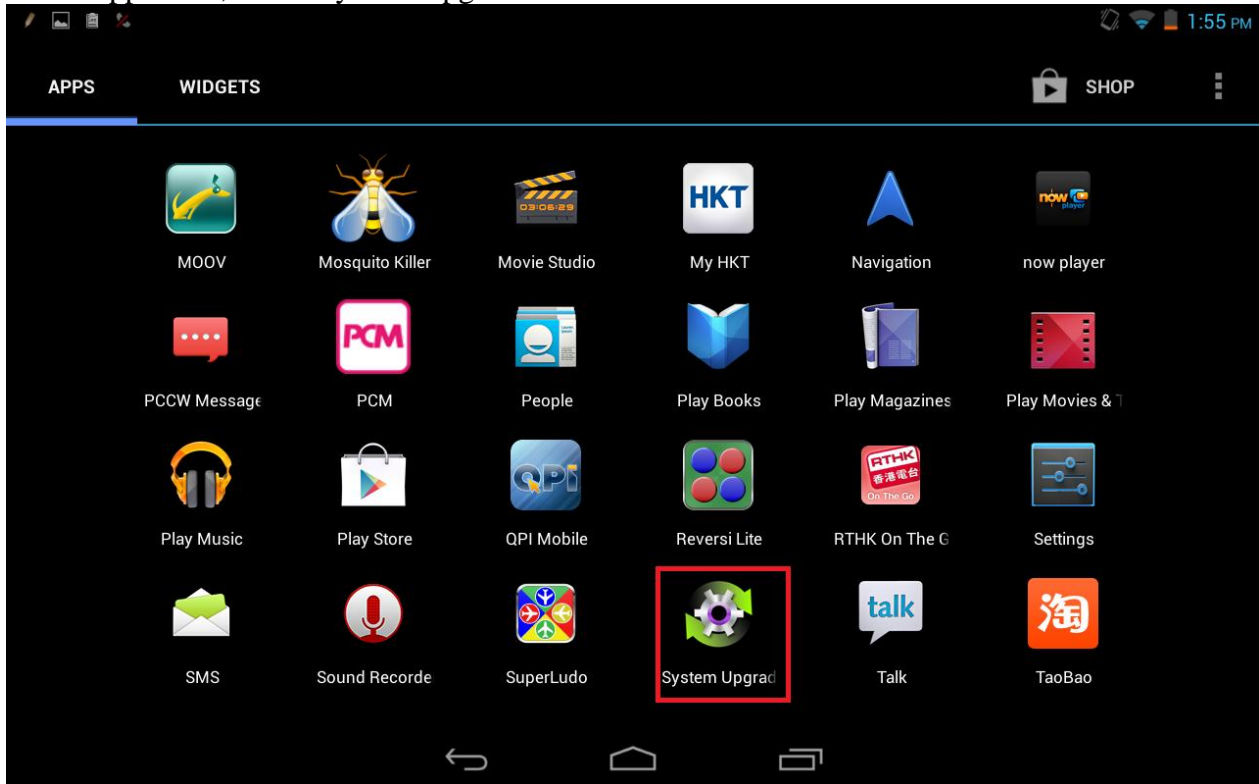 1:55 PM
APPS WIDGETS SHOP
03:06:29
HKT
now
player
MOOV Mosquito Killer Movie Studio My HKT Navigation now player
PCM
PCCW Message PCM People Play Books Play Magazines Play Movies & T
QPi
RTHK
香港電台
On The Go
Play Music Play Store QPI Mobile Reversi Lite RTHK On The G Settings
talk 淘
SMS Sound Recorde SuperLudo System Upgrad Talk TaoBao